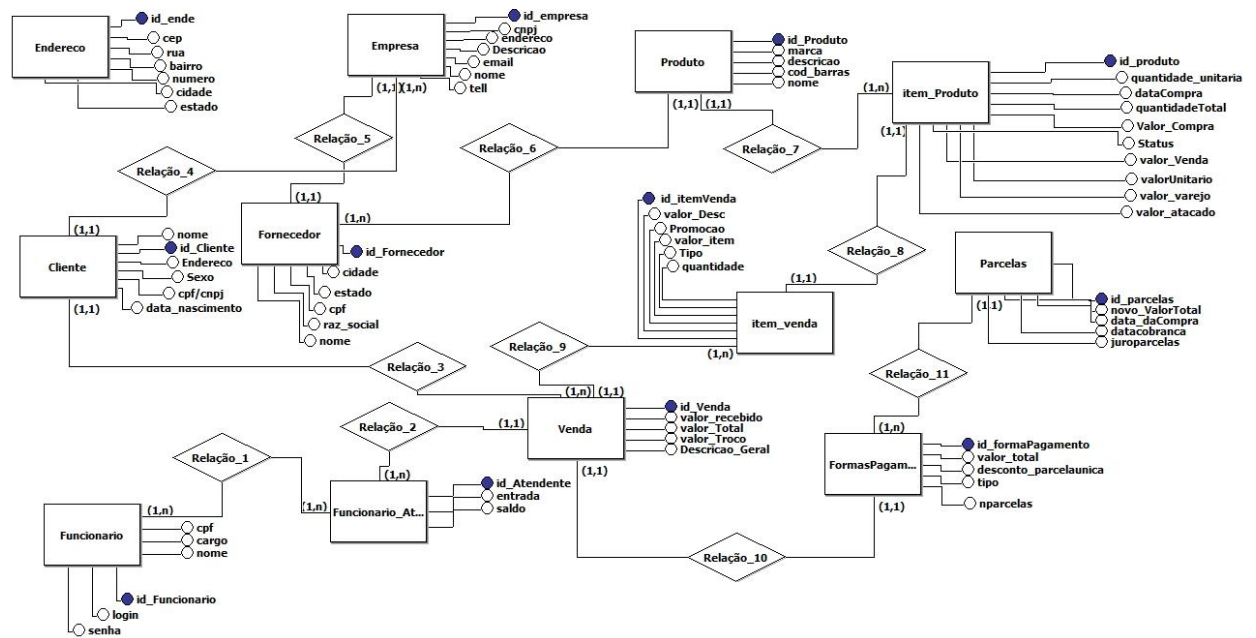 Endereco
id_ende
cep
rua
bairro
numero
cidade
estado
Empresa
id_empresa
cnpj
endereco
Descricao
email
nome
tell
(1,1)
(1,n)
Produto
id_Produto
marca
descricao
cod_barras
nome
(1,1)
(1,1)
item_Produto
id_produto
quantidade_unitaria
dataCompra
quantidadeTotal
Valor_Compra
Status
valor_Venda
valorUnitario
valor_varejo
valor_atacado
(1,n)
(1,1)
Relação_5
Relação_6
Relação_7
Relação_4
(1,1)
(1,n)
Fornecedor
id_Fornecedor
cidade
estado
cpf
raz_social
nome
(1,1)
Cliente
nome
id_Cliente
Endereco
Sexo
cpf/cnpj
data_nascimento
(1,1)
id_itemVenda
valor_Desc
Promocao
valor_item
Tipo
quantidade
Relação_8
(1,1)
item_venda
(1,n)
Parcelas
id_parcelas
novo_ValorTotal
data_daCompra
datacobranca
juroparcelas
(1,1)
Relação_9
Relação_3
Relação_11
(1,n)
(1,1)
Venda
id_Venda
valor_recebido
valor_Total
valor_Troco
Descricao_Geral
(1,1)
(1,1)
Relação_2
(1,n)
FormasPagam...
id_formaPagamento
valor_total
desconto_parcelaunica
tipo
nparcelas
(1,1)
Relação_1
(1,n)
(1,n)
(1,n)
Funcionario_At...
id_Atendente
entrada
saldo
Funcionario
cpf
cargo
nome
id_Funcionario
login
senha
Relação_10